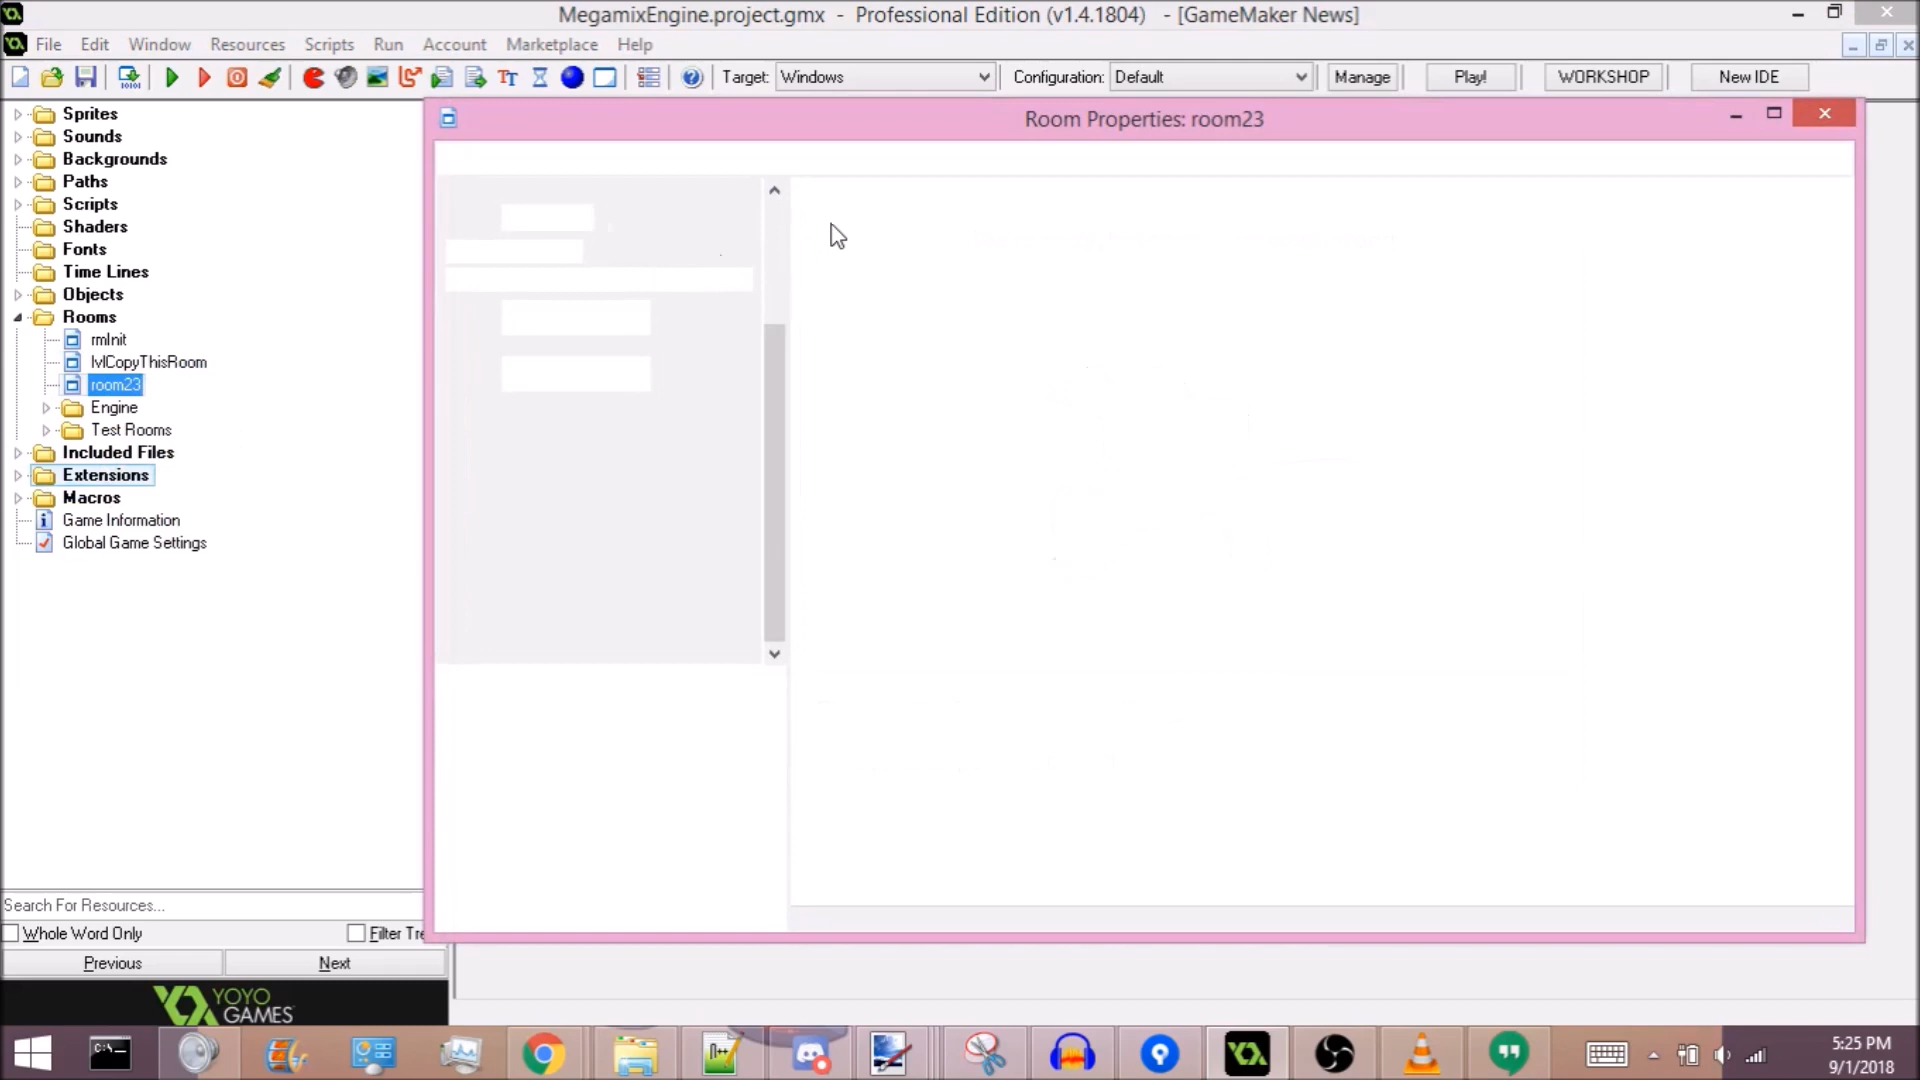 MegamixEngine.project.gmx - Professional Edition (v1.4.1804) - [GameMaker News]
File Edit Window Resources Scripts Run Account Marketplace Help
Target: Windows Configuration: Default Manage Play! WORKSHOP New IDE
Sprites
Sounds
Backgrounds
Paths
Scripts
Shaders
Fonts
Time Lines
Objects
Rooms
rmInit
lvlCopyThisRoom
room23
Engine
Test Rooms
Included Files
Extensions
Macros
Game Information
Global Game Settings
Room Properties: room23
Search For Resources...
Whole Word Only Filter Tre
Previous Next
YOYO
GAMES
5:25 PM
9/1/2018